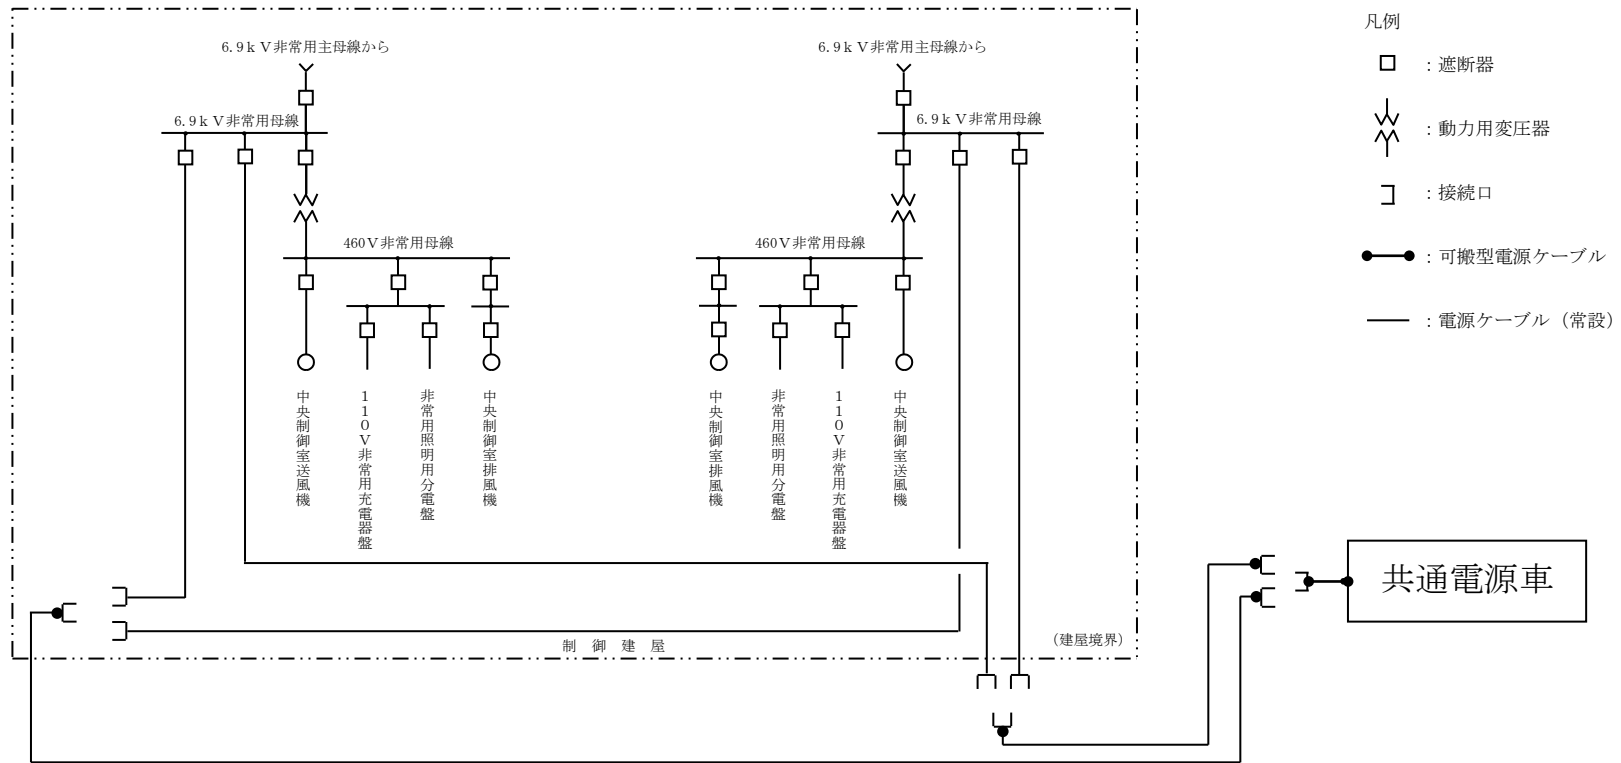 6.9ｋＶ非常用主母線から
6.9ｋＶ非常用母線
460Ｖ非常用母線
中央制御室送風機
１１０Ｖ非常用充電器盤
非常用照明用分電盤
中央制御室排風機
6.9ｋＶ非常用主母線から
6.9ｋＶ非常用母線
460Ｖ非常用母線
中央制御室排風機
非常用照明用分電盤
１１０Ｖ非常用充電器盤
中央制御室送風機
制 御 建 屋
（建屋境界）
共通電源車
凡例
：遮断器
：動力用変圧器
：接続口
：可搬型電源ケーブル
：電源ケーブル（常設）